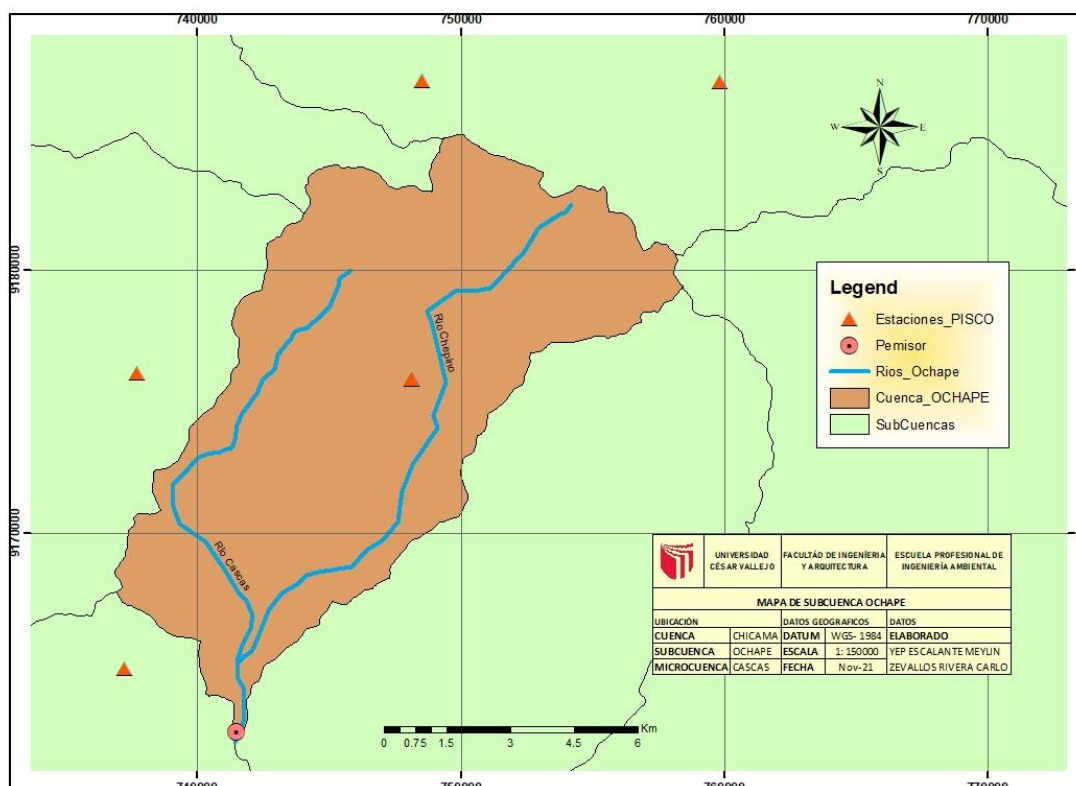 740000 750000 760000 770000
N
W E
S
9180000
9170000
Río Chepino
Río Cascas
Legend
Estaciones_PISCO
Pemisor
Rios_Ochape
Cuenca_OCHAPE
SubCuencas
UNIVERSIDAD
CÉSAR VALLEJO
FACULTÁD DE INGENÍERIA
Y ARQUITECTURA
ESCUELA PROFESIONAL DE
INGENIERÍA AMBIENTAL
MAPA DE SUBCUENCA OCHAPE
UBICACIÓN DATOS GEOGRAFICOS DATOS
CUENCA CHICAMA DATUM WGS- 1984 ELABORADO
SUBCUENCA OCHAPE ESCALA 1: 150000 YEP ESCALANTE MEYLIN
MICROCUENCA CASCAS FECHA Nov-21 ZEVALLOS RIVERA CARLO
Km
0 0.75 1.5 3 4.5 6
740000 750000 760000 770000